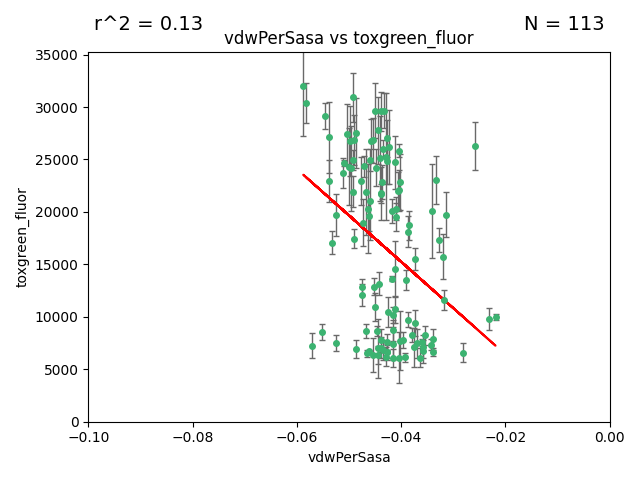 r^2 = 0.13
N = 113
vdwPerSasa vs toxgreen_fluor
35000
30000
25000
20000
15000
10000
5000
0
toxgreen_fluor
−0.10
−0.08
−0.06
−0.04
−0.02
0.00
vdwPerSasa